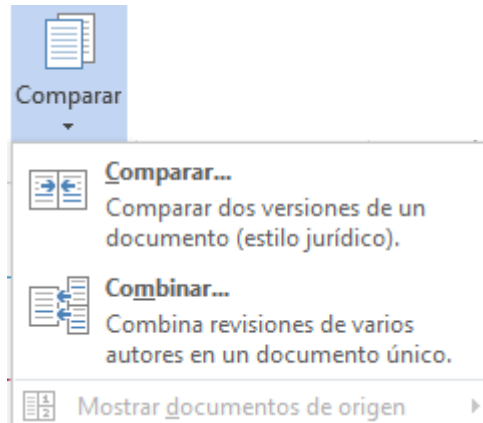 Comparar
Comparar...
Comparar dos versiones de un
documento (estilo jurídico).
Combinar...
Combina revisiones de varios
autores en un documento único.
Mostrar documentos de origen